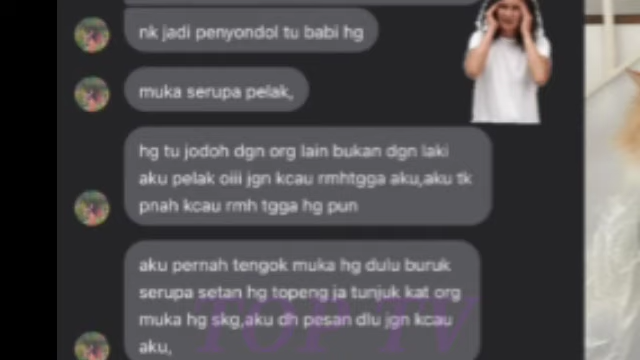 nk jadi penyondol tu babi hg
muka serupa pelak,
hg tu jodoh dgn org lain bukan dgn laki
aku pelak oiii jgn kcau rmhtgga aku,aku tk
pnah kcau rmh tgga hg pun
aku pernah tengok muka hg dulu buruk
serupa setan hg topeng ja tunjuk kat org
muka hg skg,aku dh pesan dlu jgn kcau
aku,
TOP TV